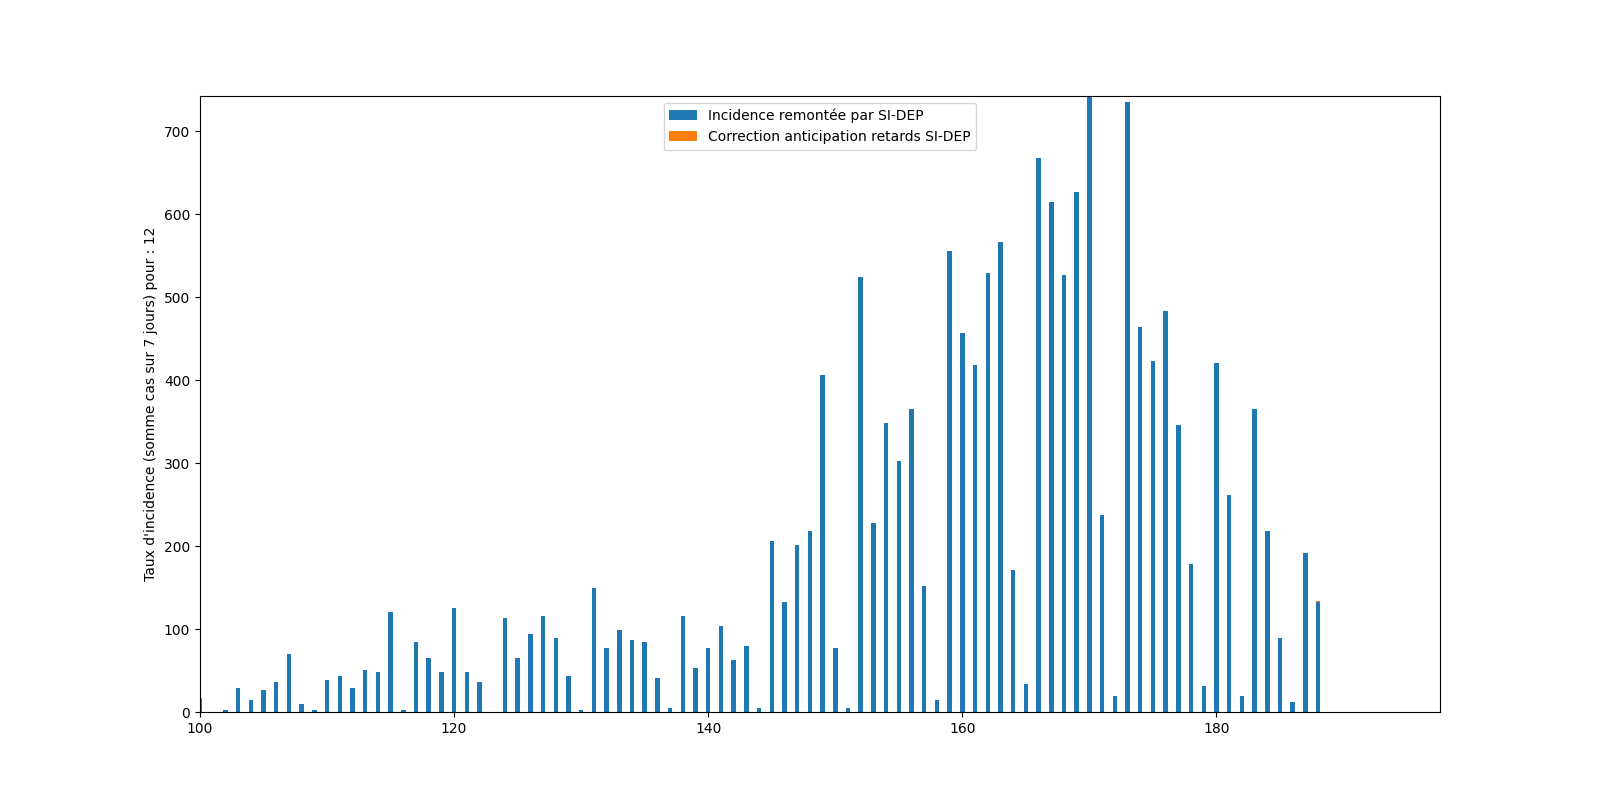 Incidence remontée par SI-DEP
Correction anticipation retards SI-DEP
Taux d'incidence (somme cas sur 7 jours) pour : 12
700
600
500
400
300
200
100
0
100 120 140 160 180